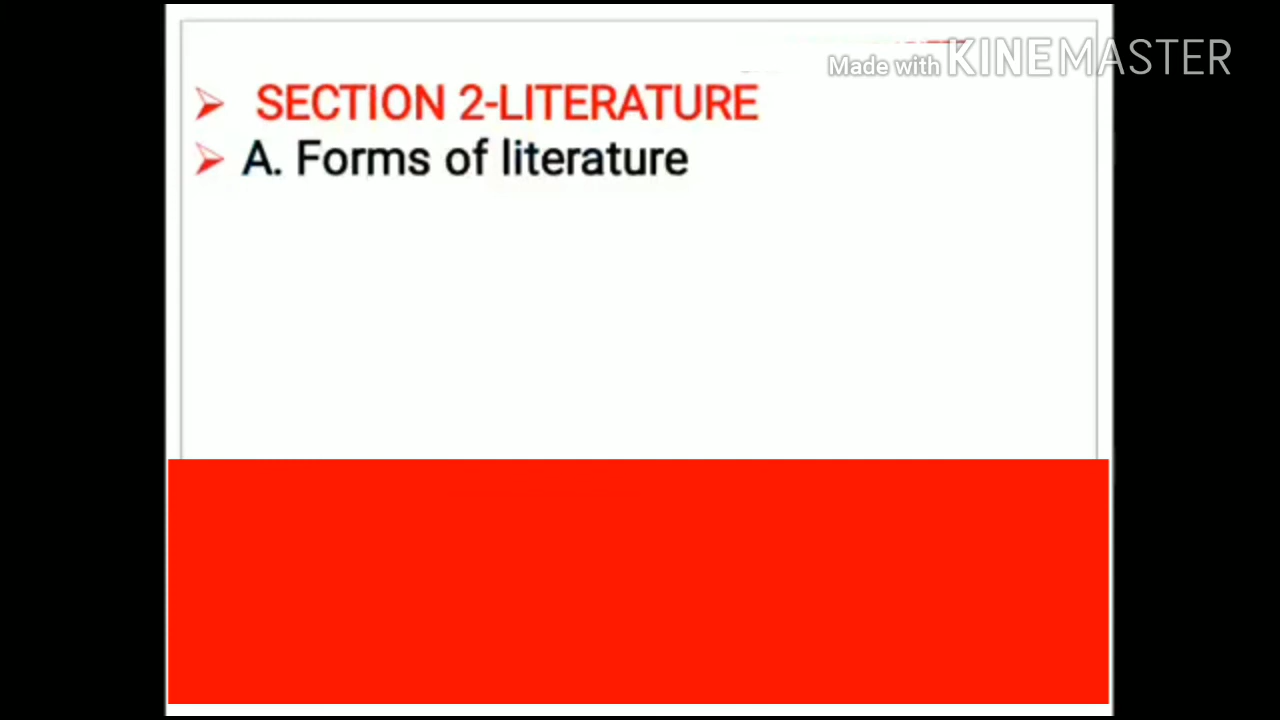 Made with KINEMASTER
SECTION 2-LITERATURE
A. Forms of literature